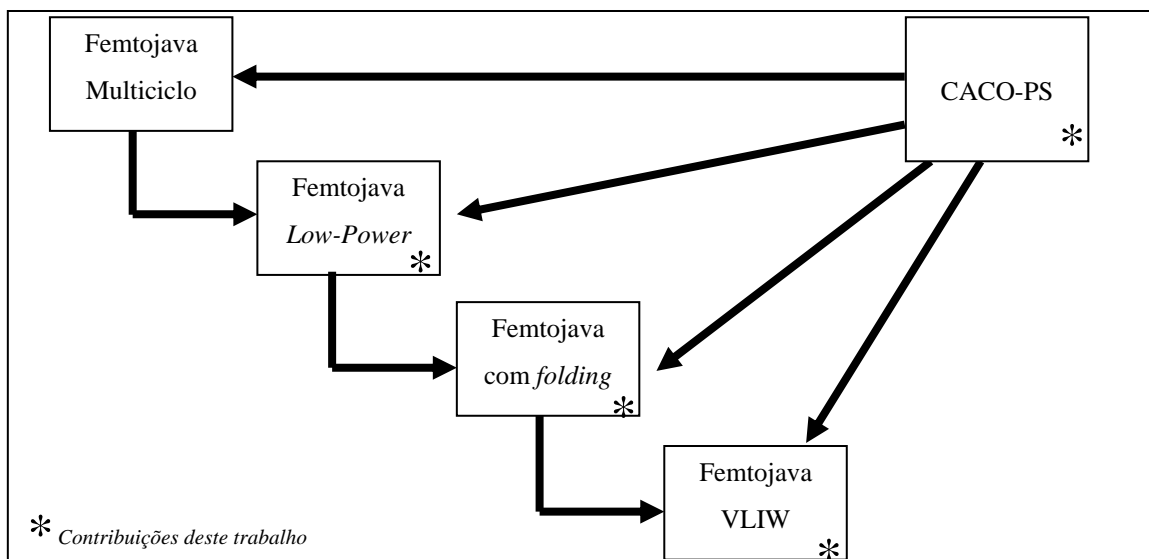 Femtojava
Multiciclo
CACO-PS
*
Femtojava
Low-Power
*
Femtojava
com folding
*
Femtojava
VLIW
*
* Contribuições deste trabalho